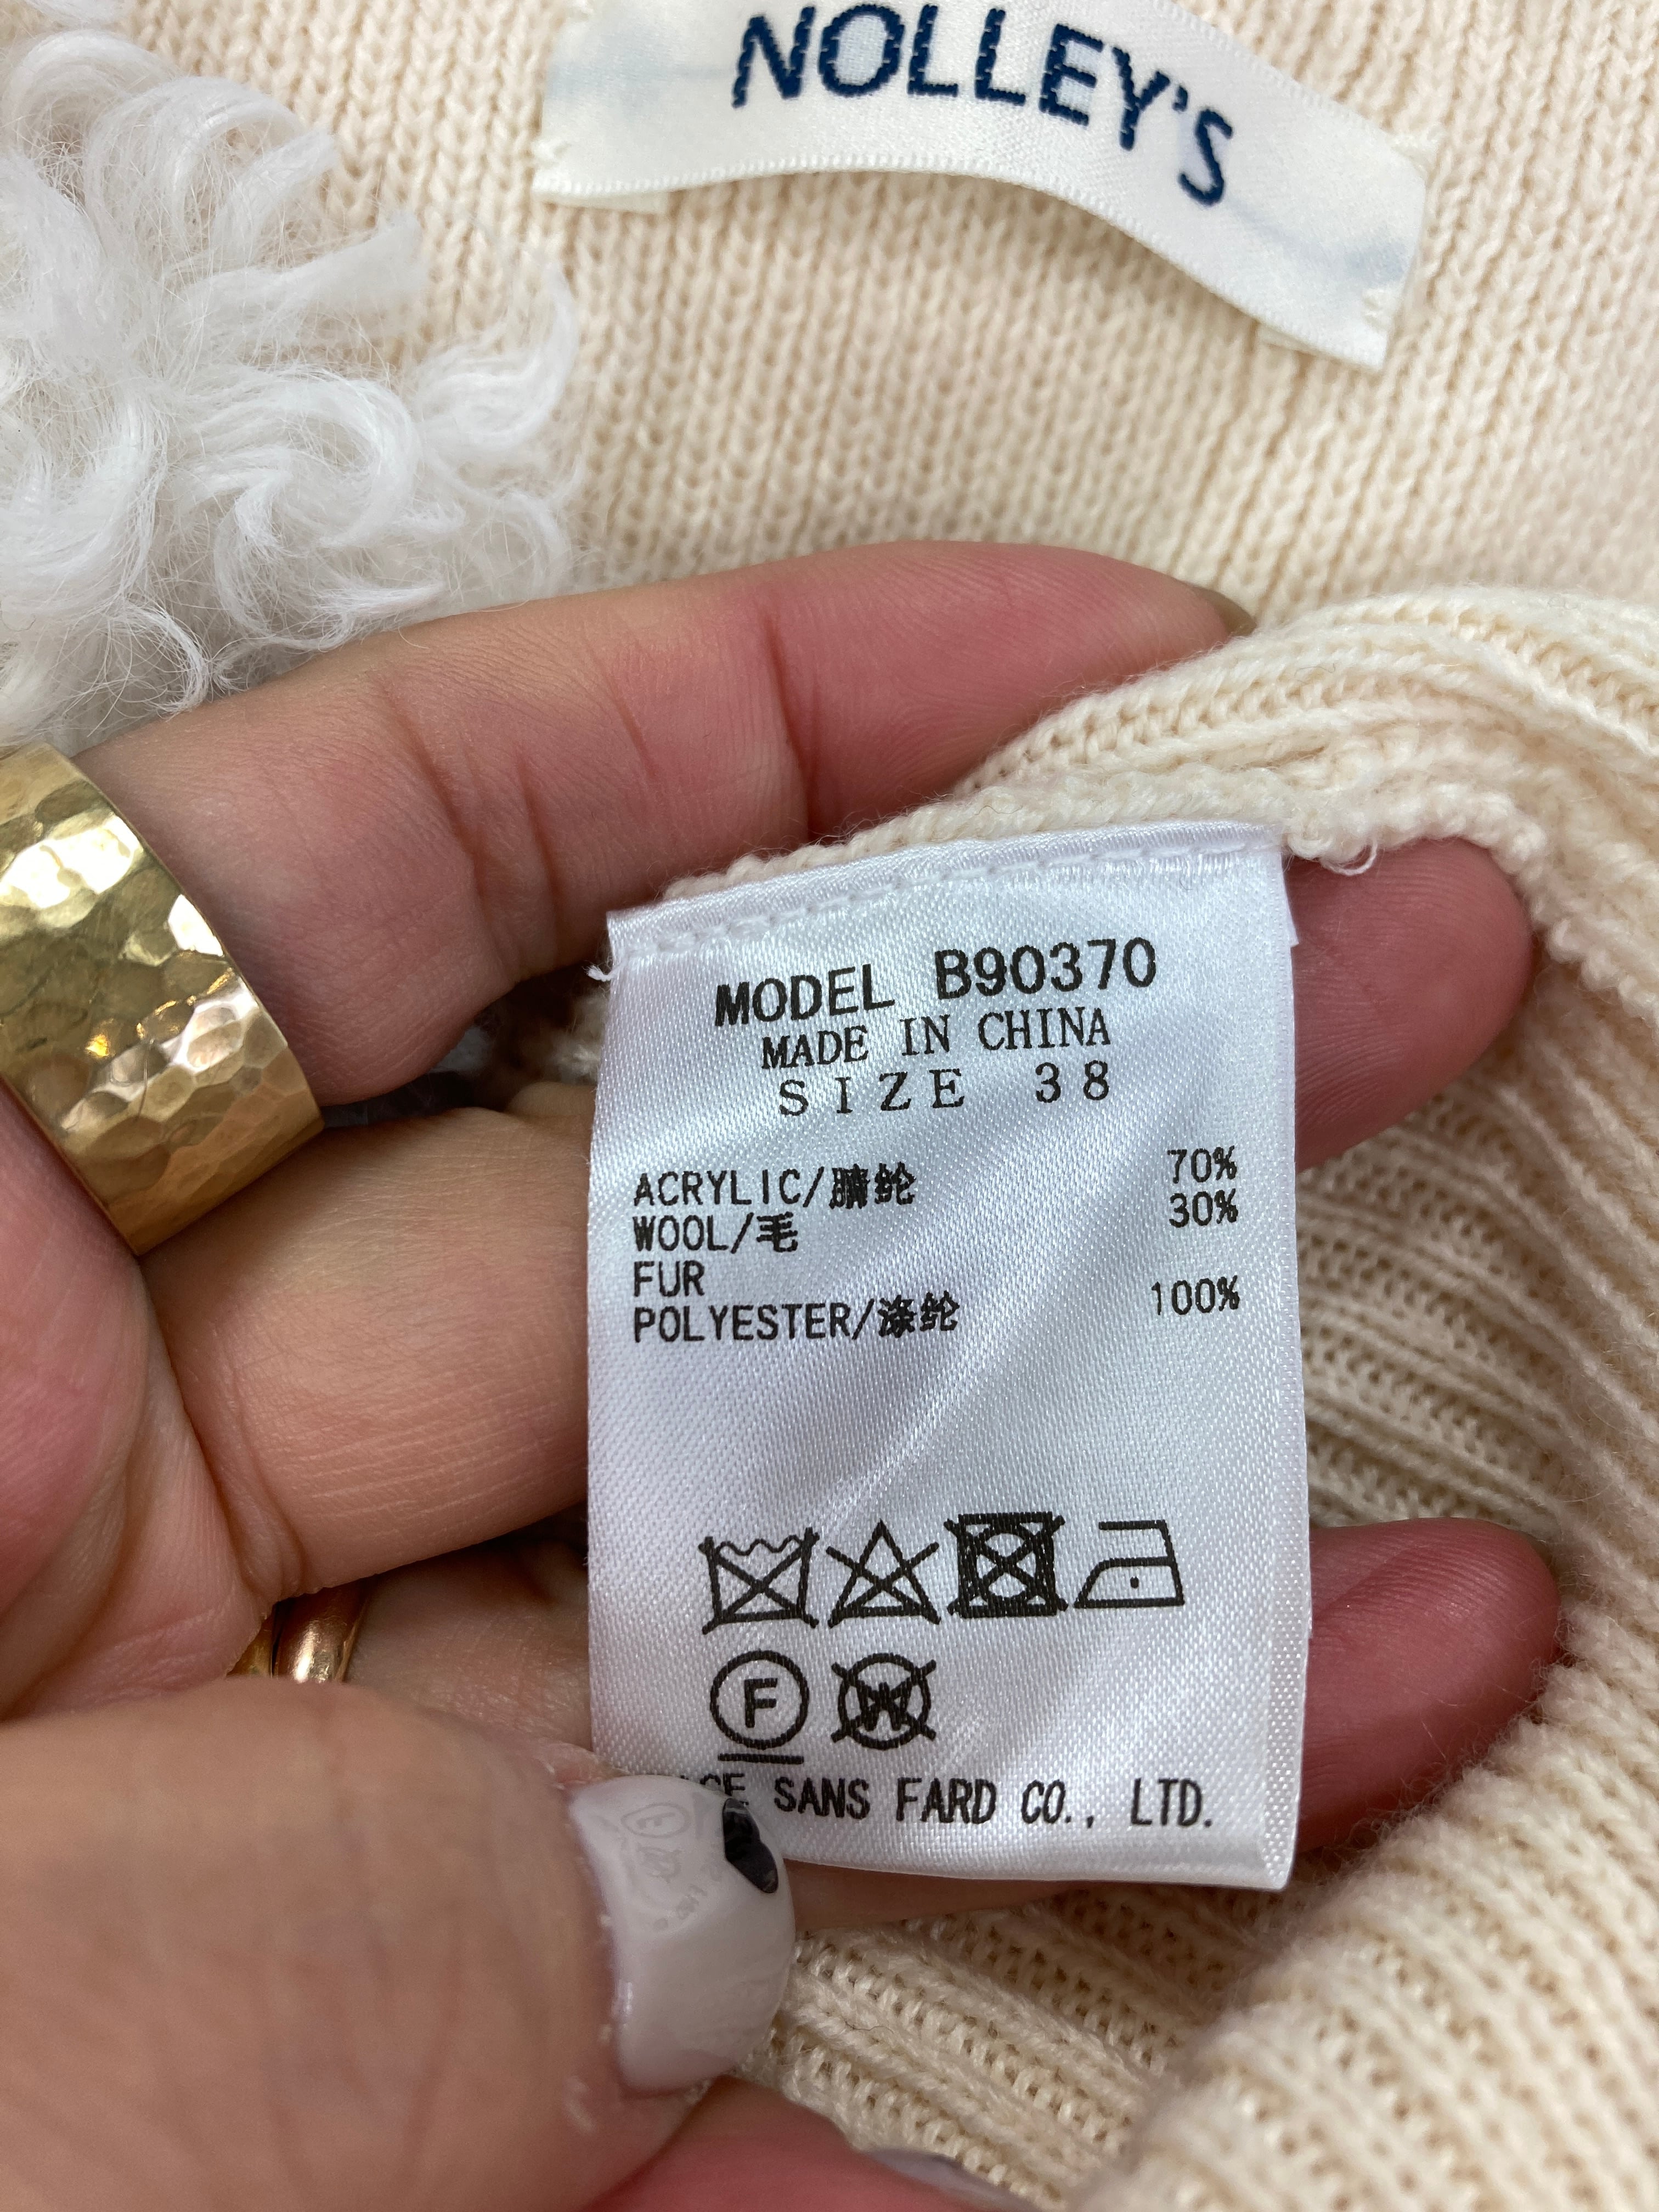 NOLLEY'S
MODEL B90370
MADE IN CHINA
SIZE 38
ACRYLIC/腈纶 70%
WOOL/毛 30%
FUR
POLYESTER/涤纶 100%
F W
SANS FARD CO., LTD.